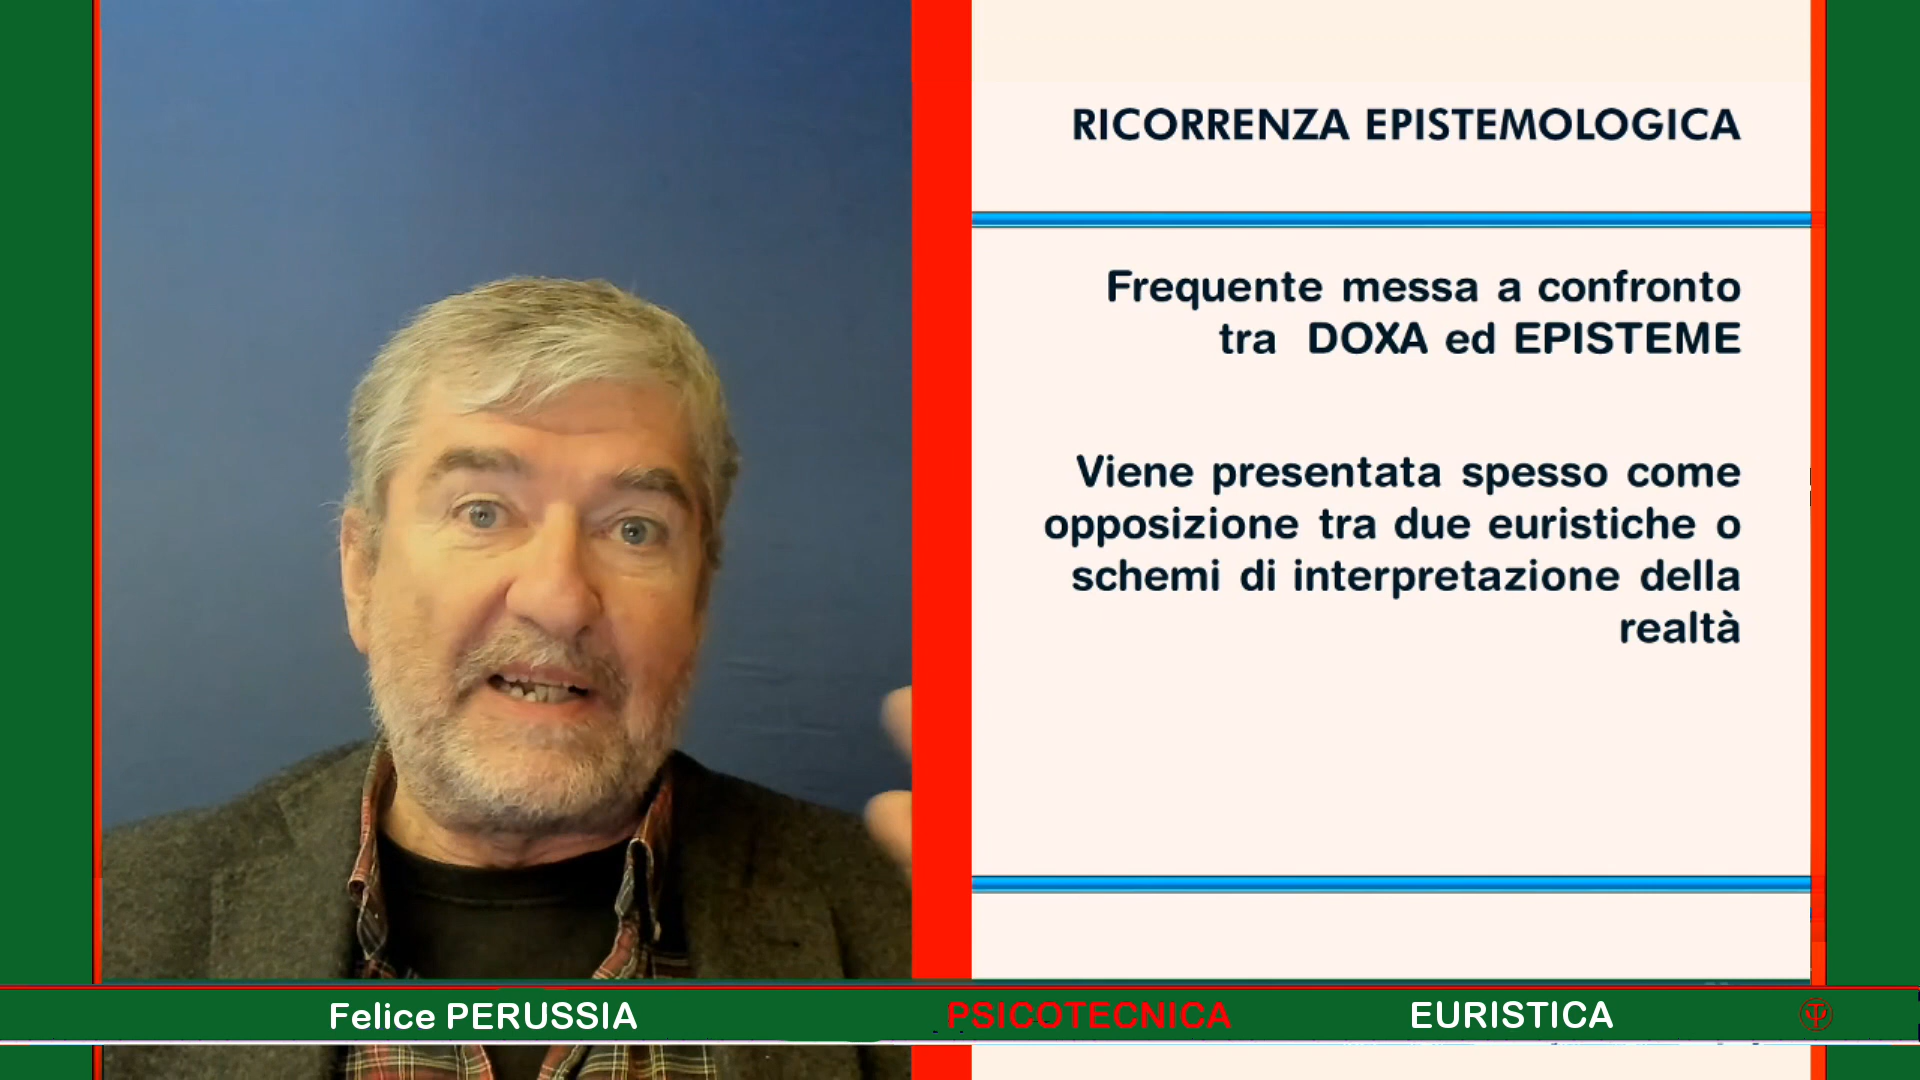 RICORRENZA EPISTEMOLOGICA
Frequente messa a confronto
tra DOXA ed EPISTEME
Viene presentata spesso come
opposizione tra due euristiche o
schemi di interpretazione della
realtà
Felice PERUSSIA PSICOTECNICA EURISTICA